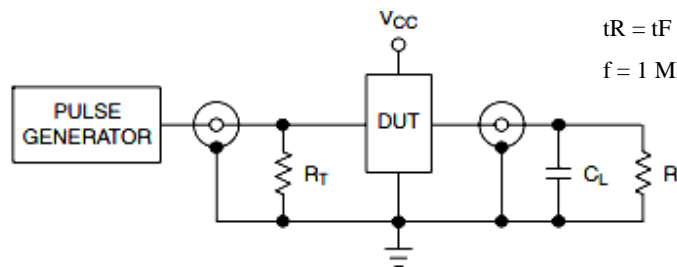 VCC
tR = tF
f = 1 M
PULSE
GENERATOR
DUT
RT
CL
R